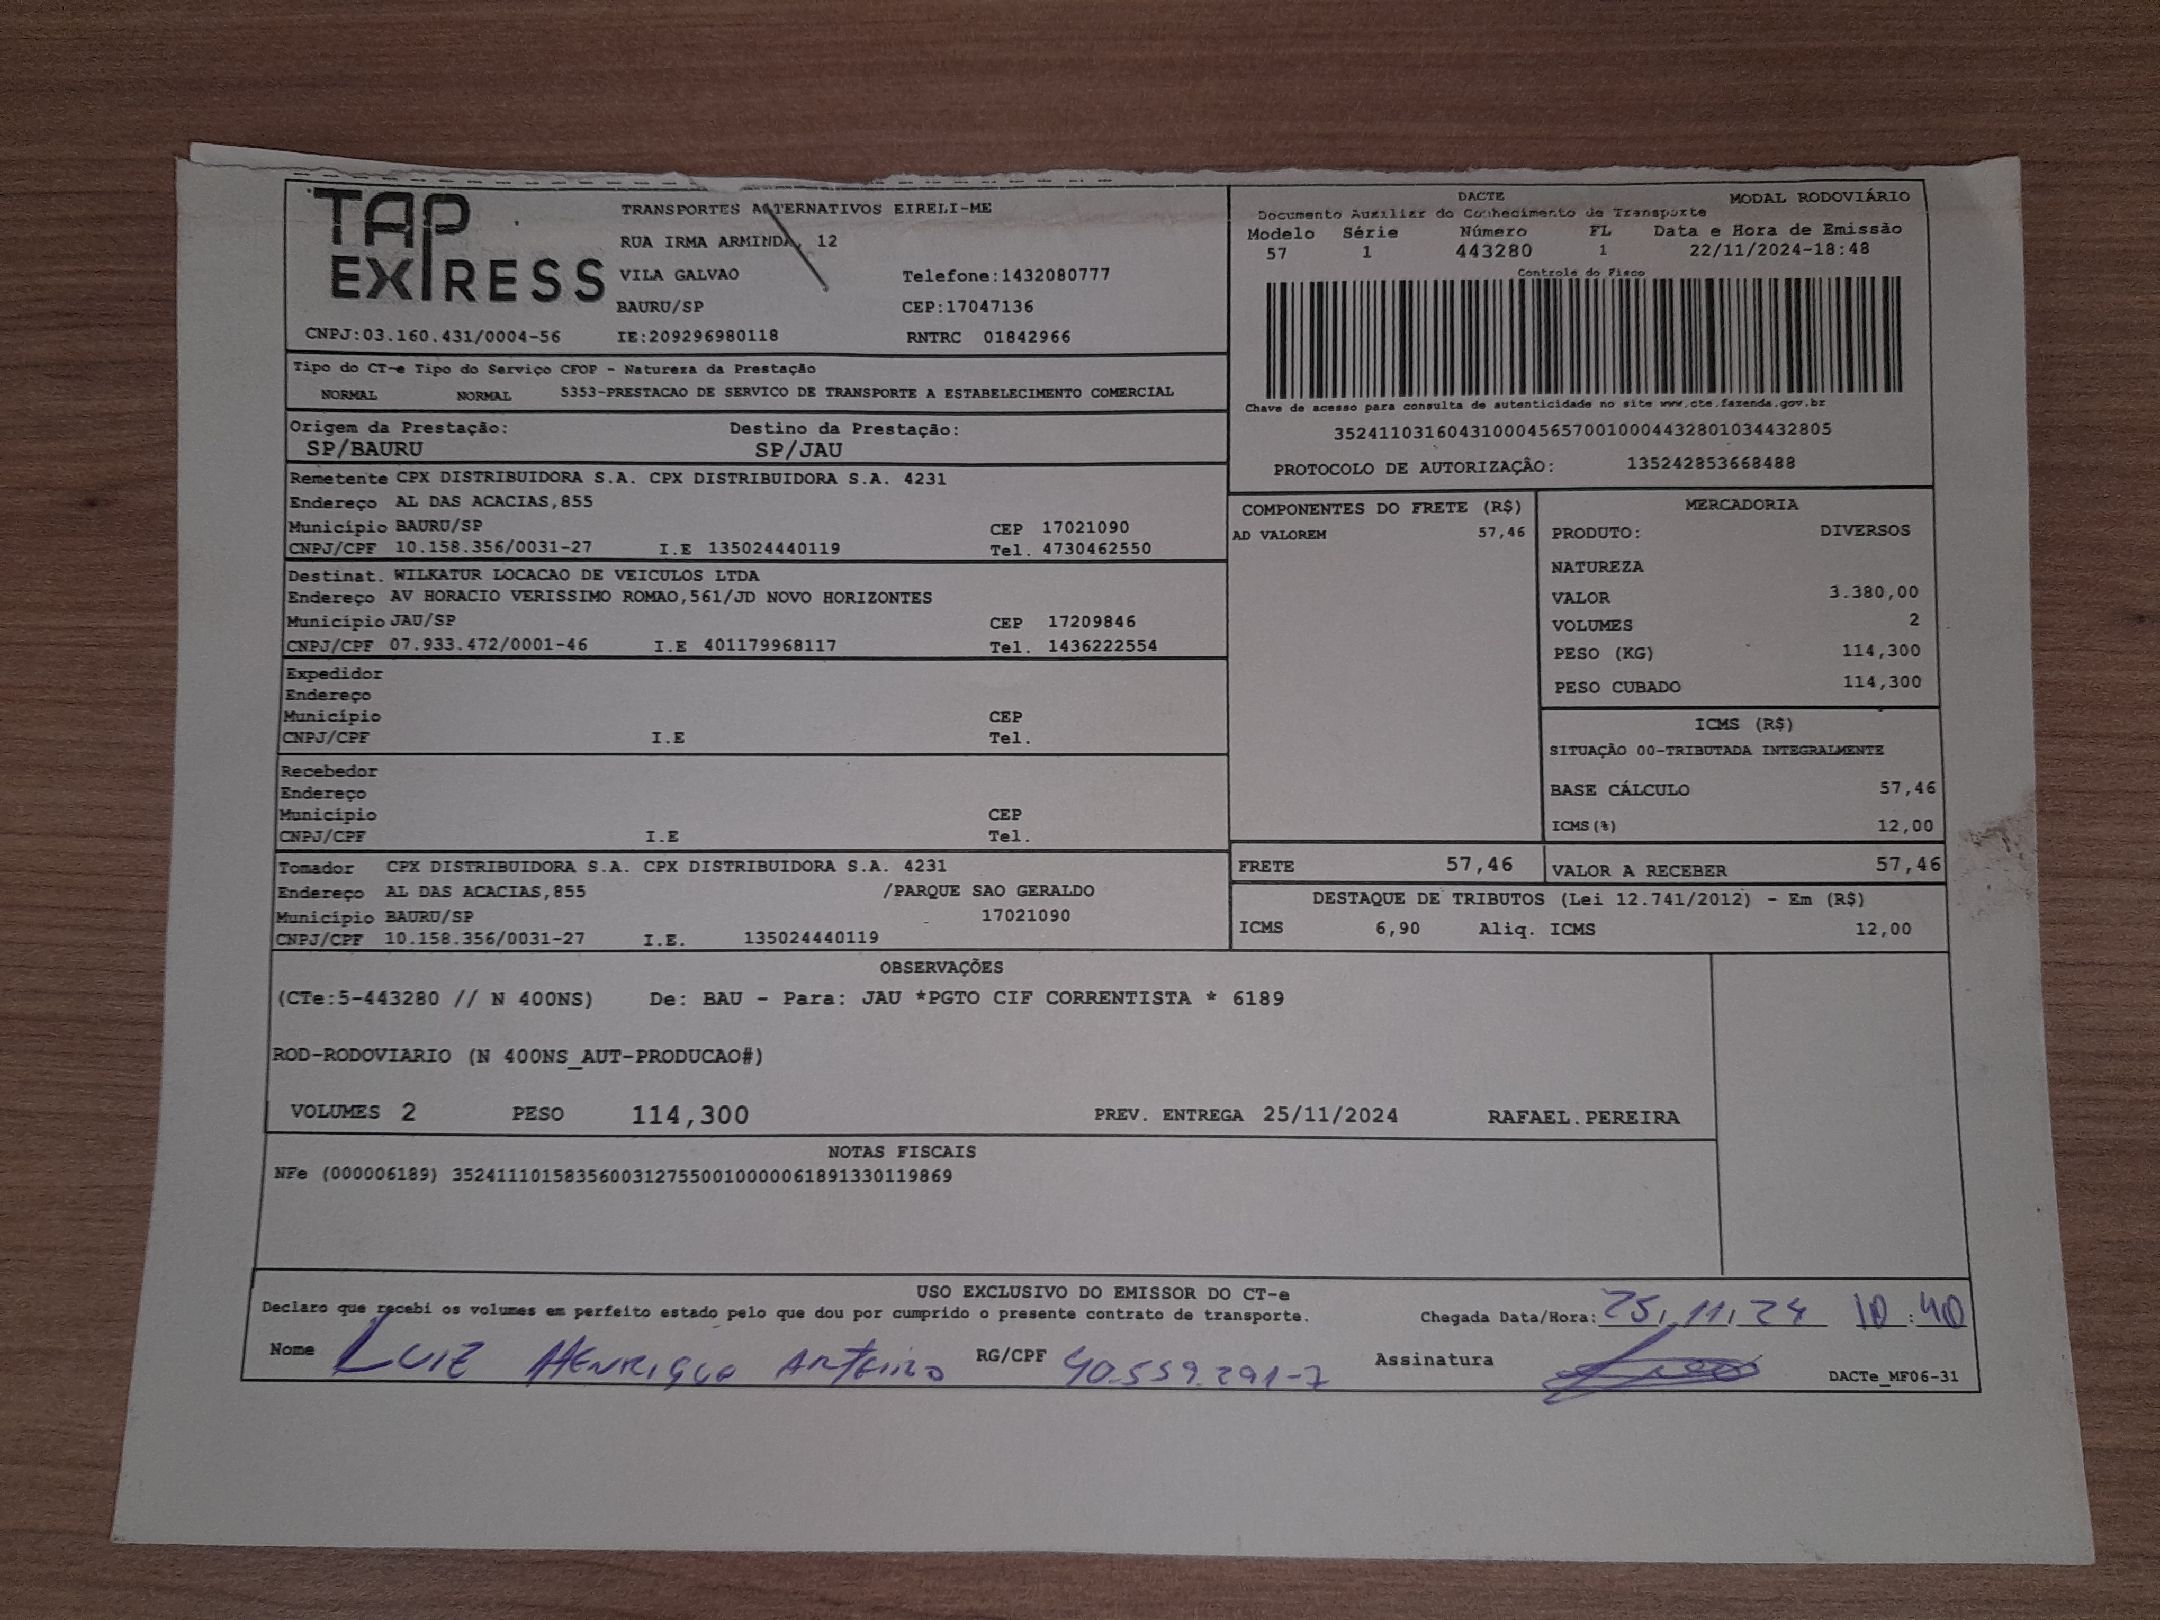 TAP EXPRESS
TRANSPORTES ALTERNATIVOS EIRELI-ME
RUA IRMA ARMINDA, 12
VILA GALVAO Telefone:1432080777
BAURU/SP CEP:17047136
CNPJ:03.160.431/0004-56 IE:209296980118 RNTRC 01842966
DACTE MODAL RODOVIÁRIO
Documento Auxiliar do Conhecimento de Transporte
Modelo Série Número FL Data e Hora de Emissão
57 1 443280 1 22/11/2024-18:48
Controle do Fisco
Chave de acesso para consulta de autenticidade no site www.cte.fazenda.gov.br
35241103160431000456570010004432801034432805
PROTOCOLO DE AUTORIZAÇÃO: 135242853668488
Tipo do CT-e Tipo do Serviço CFOP - Natureza da Prestação
NORMAL NORMAL 5353-PRESTACAO DE SERVICO DE TRANSPORTE A ESTABELECIMENTO COMERCIAL
Origem da Prestação: Destino da Prestação:
SP/BAURU SP/JAU
Remetente CPX DISTRIBUIDORA S.A. CPX DISTRIBUIDORA S.A. 4231
Endereço AL DAS ACACIAS,855
Município BAURU/SP CEP 17021090
CNPJ/CPF 10.158.356/0031-27 I.E 135024440119 Tel. 4730462550
Destinat. WILKATUR LOCACAO DE VEICULOS LTDA
Endereço AV HORACIO VERISSIMO ROMAO,561/JD NOVO HORIZONTES
Município JAU/SP CEP 17209846
CNPJ/CPF 07.933.472/0001-46 I.E 401179968117 Tel. 1436222554
Expedidor
Endereço
Município CEP
CNPJ/CPF I.E Tel.
Recebedor
Endereço
Município CEP
CNPJ/CPF I.E Tel.
Tomador CPX DISTRIBUIDORA S.A. CPX DISTRIBUIDORA S.A. 4231
Endereço AL DAS ACACIAS,855 /PARQUE SAO GERALDO
Município BAURU/SP 17021090
CNPJ/CPF 10.158.356/0031-27 I.E. 135024440119
COMPONENTES DO FRETE (R$)
AD VALOREM 57,46
MERCADORIA
PRODUTO: DIVERSOS
NATUREZA
VALOR 3.380,00
VOLUMES 2
PESO (KG) 114,300
PESO CUBADO 114,300
ICMS (R$)
SITUAÇÃO 00-TRIBUTADA INTEGRALMENTE
BASE CÁLCULO 57,46
ICMS(%) 12,00
FRETE 57,46 VALOR A RECEBER 57,46
DESTAQUE DE TRIBUTOS (Lei 12.741/2012) - Em (R$)
ICMS 6,90 Aliq. ICMS 12,00
OBSERVAÇÕES
(CTe:5-443280 // N 400NS) De: BAU - Para: JAU *PGTO CIF CORRENTISTA * 6189
ROD-RODOVIARIO (N 400NS_AUT-PRODUCAO#)
VOLUMES 2 PESO 114,300 PREV. ENTREGA 25/11/2024 RAFAEL.PEREIRA
NOTAS FISCAIS
NFe (000006189) 35241110158356003127550010000061891330119869
USO EXCLUSIVO DO EMISSOR DO CT-e
Declaro que recebi os volumes em perfeito estado pelo que dou por cumprido o presente contrato de transporte. Chegada Data/Hora: 25, 11, 24 10:40
Nome LUIZ HENRIQUE RG/CPF 40.559.291-7 Assinatura
DACTe_MF06-31